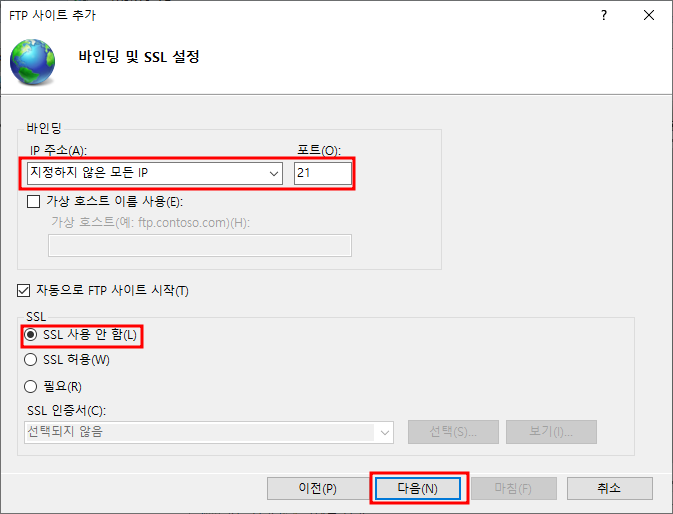 FTP 사이트 추가
?
바인딩 및 SSL 설정
바인딩
IP 주소(A): 포트(O):
지정하지 않은 모든 IP 21
가상 호스트 이름 사용(E):
가상 호스트(예: ftp.contoso.com)(H):
자동으로 FTP 사이트 시작(T)
SSL
SSL 사용 안 함(L)
SSL 허용(W)
필요(R)
SSL 인증서(C):
선택되지 않음 선택(S)... 보기(I)...
이전(P) 다음(N) 마침(F) 취소